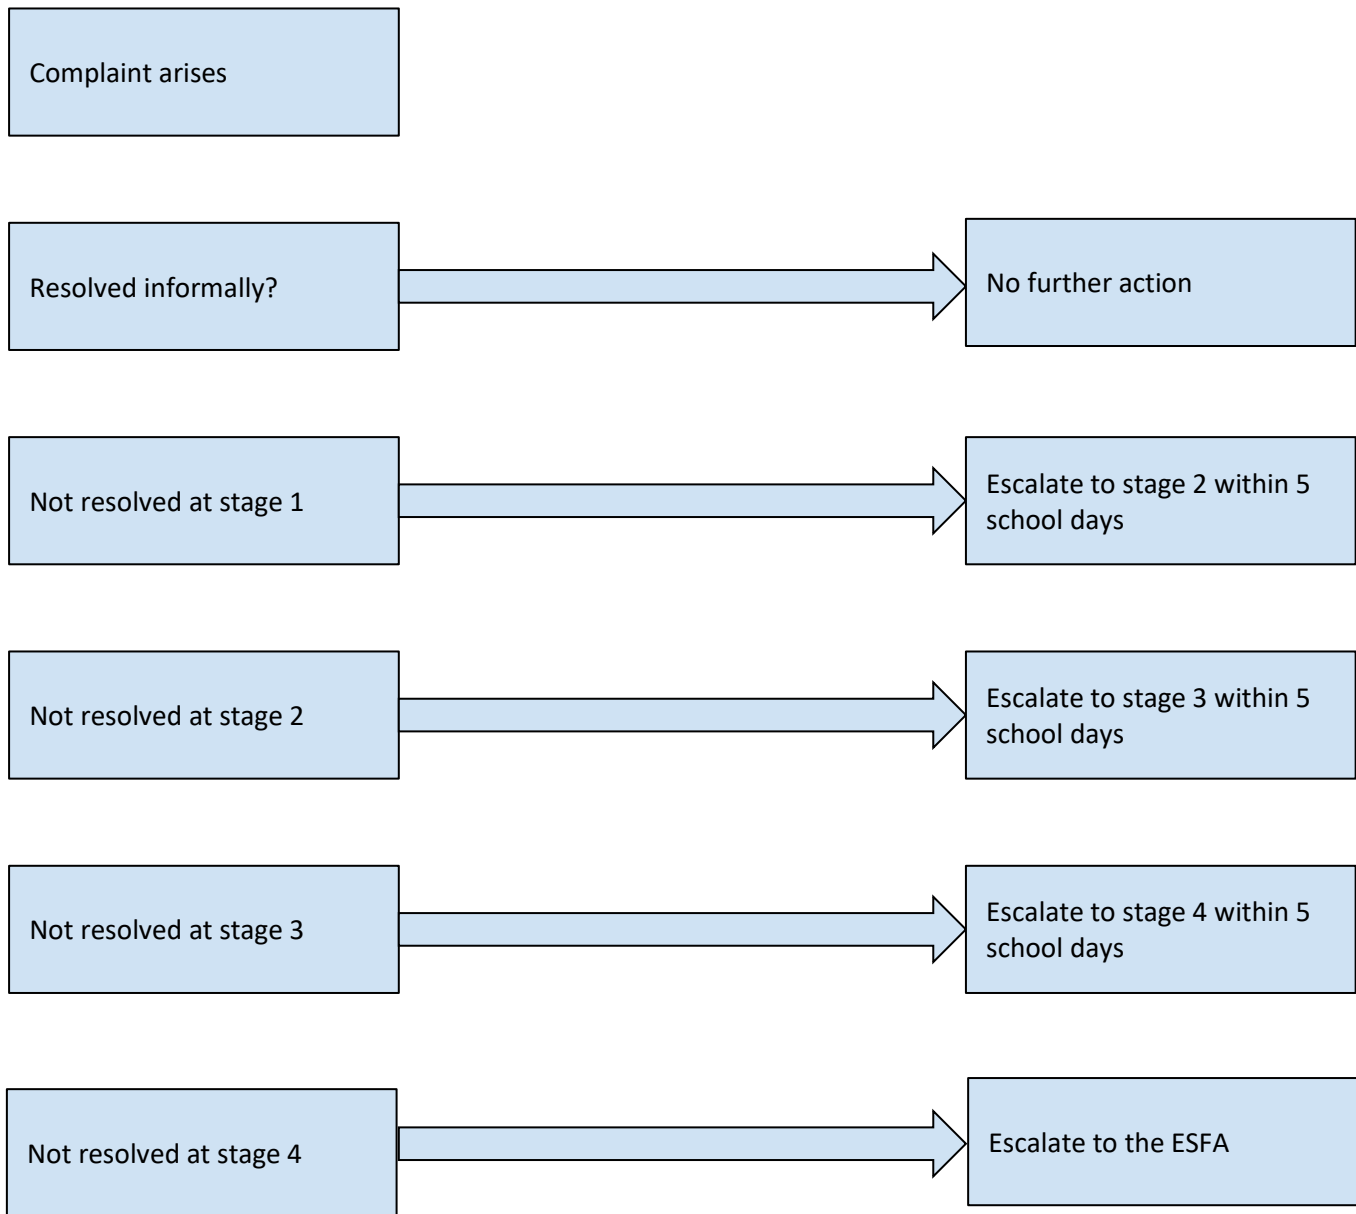 Complaint arises
Resolved informally?
No further action
Not resolved at stage 1
Escalate to stage 2 within 5
school days
Not resolved at stage 2
Escalate to stage 3 within 5
school days
Not resolved at stage 3
Escalate to stage 4 within 5
school days
Not resolved at stage 4
Escalate to the ESFA